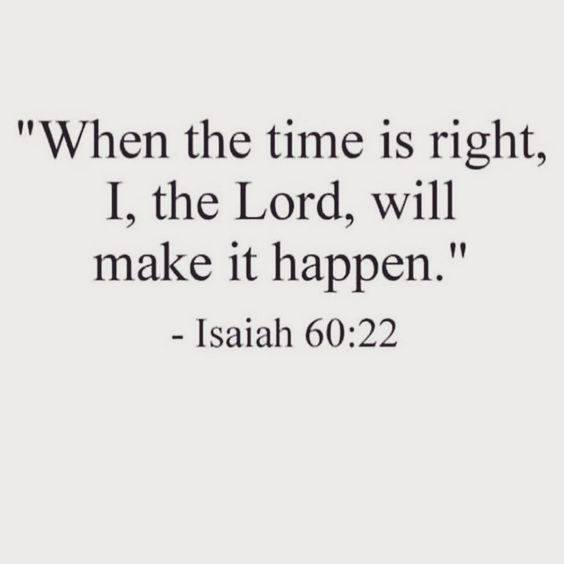 "When the time is right,
I, the Lord, will
make it happen."
- Isaiah 60:22